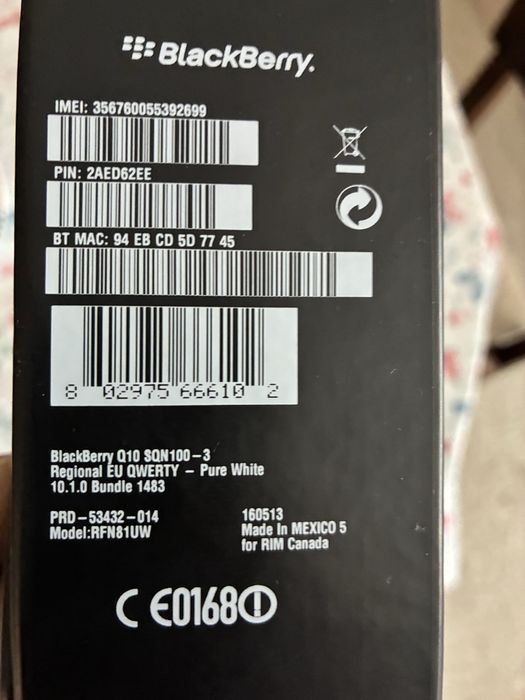 BlackBerry.
IMEI: 356760055392699
PIN: 2AED62EE
BT MAC: 94 EB CD 5D 77 45
8 02975 66610 2
BlackBerry Q10 SQN100-3
Regional EU QWERTY - Pure White
10.1.0 Bundle 1483
PRD-53432-014
Model:RFN81UW
160513
Made In MEXICO 5
for RIM Canada
CE0168